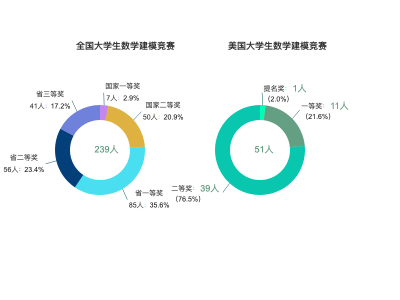 全国大学生数学建模竞赛
国家一等奖
7人：2.9%
国家二等奖
50人：20.9%
省一等奖
85人：35.6%
省二等奖
56人：23.4%
省三等奖
41人：17.2%
239人
美国大学生数学建模竞赛
提名奖： 1人
（2.0%）
一等奖： 11人
（21.6%）
二等奖： 39人
（76.5%）
51人